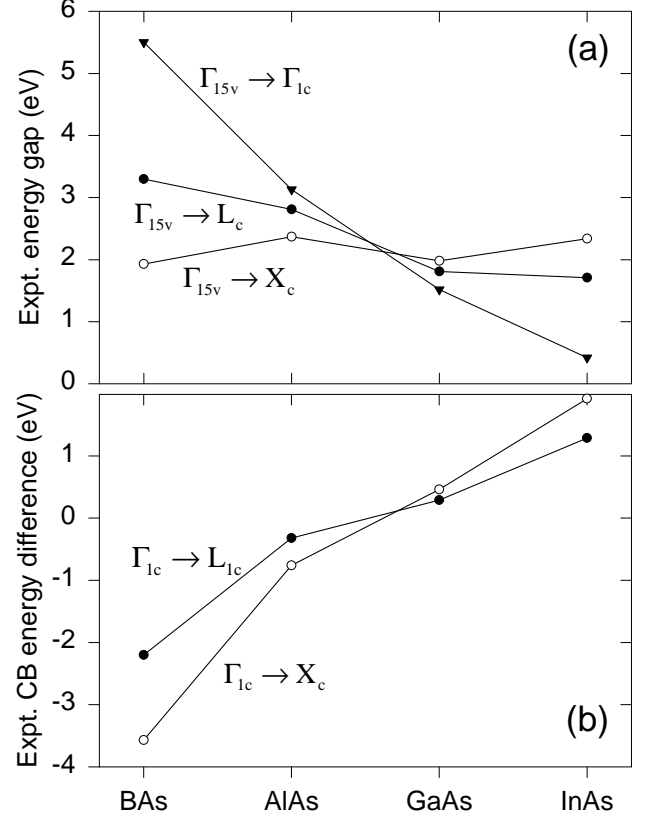 6
5
4
3
2
1
0
Expt. energy gap (eV)
(a)
Γ15v → Γ1c
Γ15v → Lc
Γ15v → Xc
1
0
-1
-2
-3
-4
Expt. CB energy difference (eV)
Γ1c → L1c
Γ1c → Xc
(b)
BAs
AlAs
GaAs
InAs